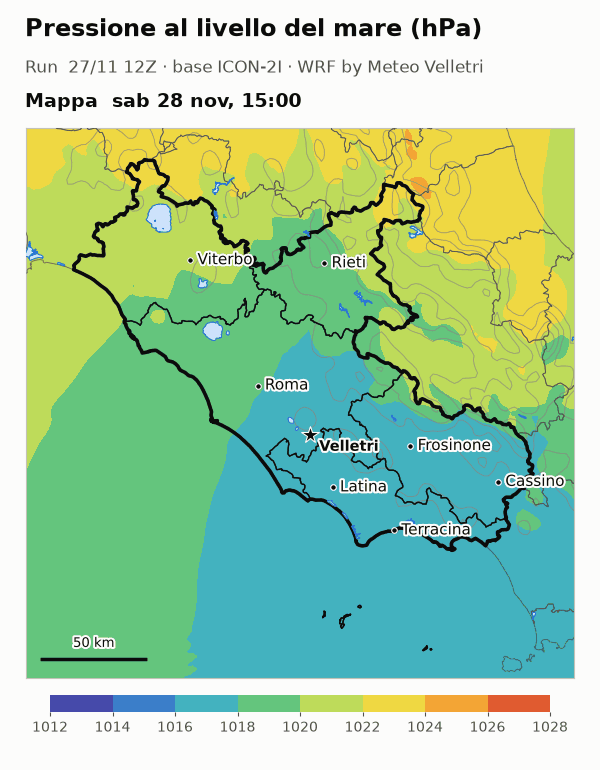 Pressione al livello del mare (hPa)
Run  27/11 12Z · base ICON-2I · WRF by Meteo Velletri
Mappa  sab 28 nov, 15:00
Viterbo
Rieti
Roma
Velletri
Frosinone
Cassino
Latina
Terracina
50 km
1012 1014 1016 1018 1020 1022 1024 1026 1028